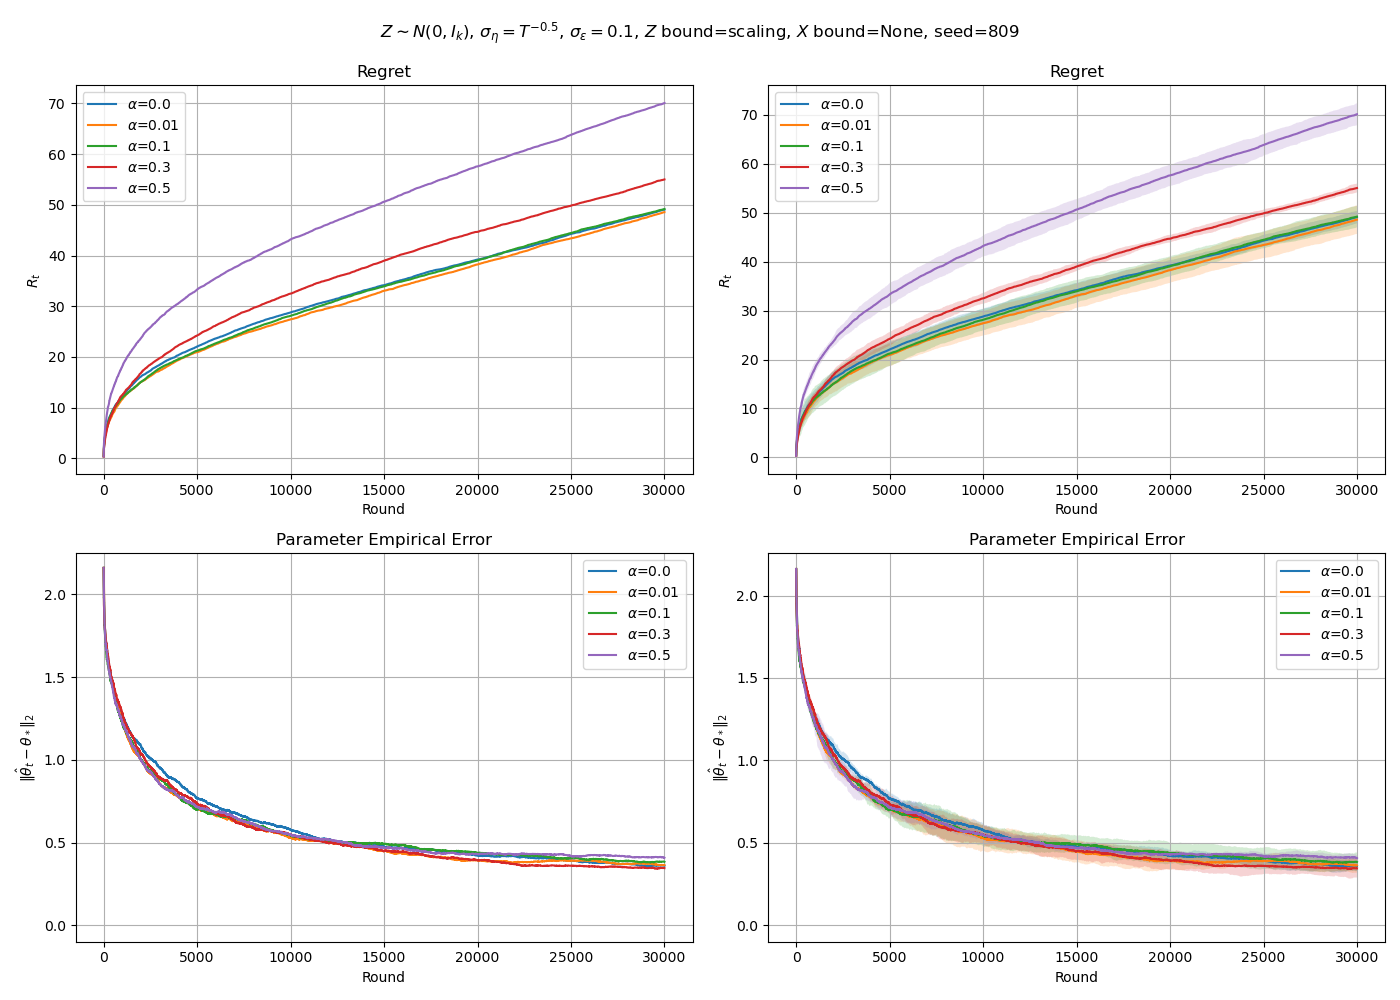 Z ∼ N(0, I_k), σ_η = T^{−0.5}, σ_ε = 0.1, Z bound=scaling, X bound=None, seed=809
Regret
70
60
50
40
30
20
10
0
R_t
α=0.0
α=0.01
α=0.1
α=0.3
α=0.5
0 5000 10000 15000 20000 25000 30000
Round
Regret
70
60
50
40
30
20
10
0
R_t
α=0.0
α=0.01
α=0.1
α=0.3
α=0.5
0 5000 10000 15000 20000 25000 30000
Round
Parameter Empirical Error
2.0
1.5
1.0
0.5
0.0
‖θ̂_t − θ_*‖_2
α=0.0
α=0.01
α=0.1
α=0.3
α=0.5
0 5000 10000 15000 20000 25000 30000
Round
Parameter Empirical Error
2.0
1.5
1.0
0.5
0.0
‖θ̂_t − θ_*‖_2
α=0.0
α=0.01
α=0.1
α=0.3
α=0.5
0 5000 10000 15000 20000 25000 30000
Round